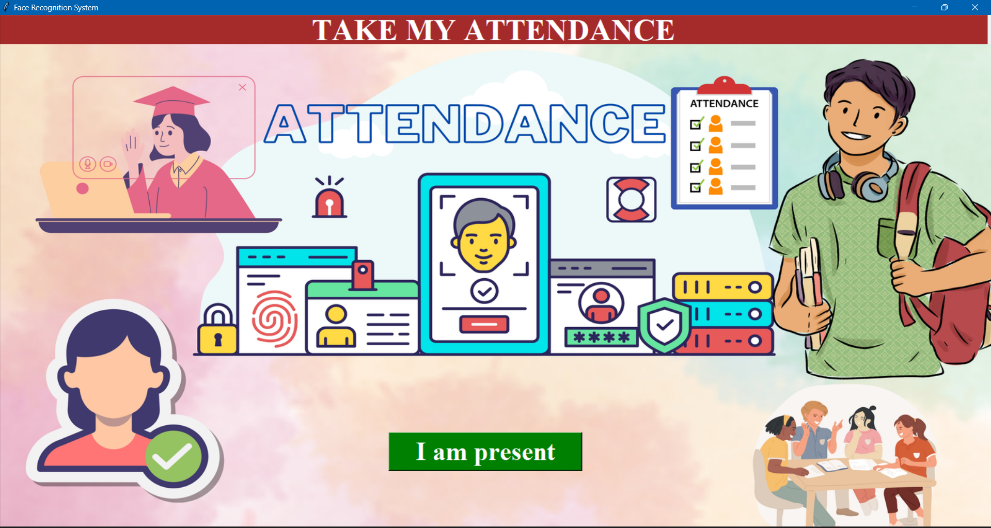 Face Recognition System
TAKE MY ATTENDANCE
ATTENDANCE
ATTENDANCE
****
I am present